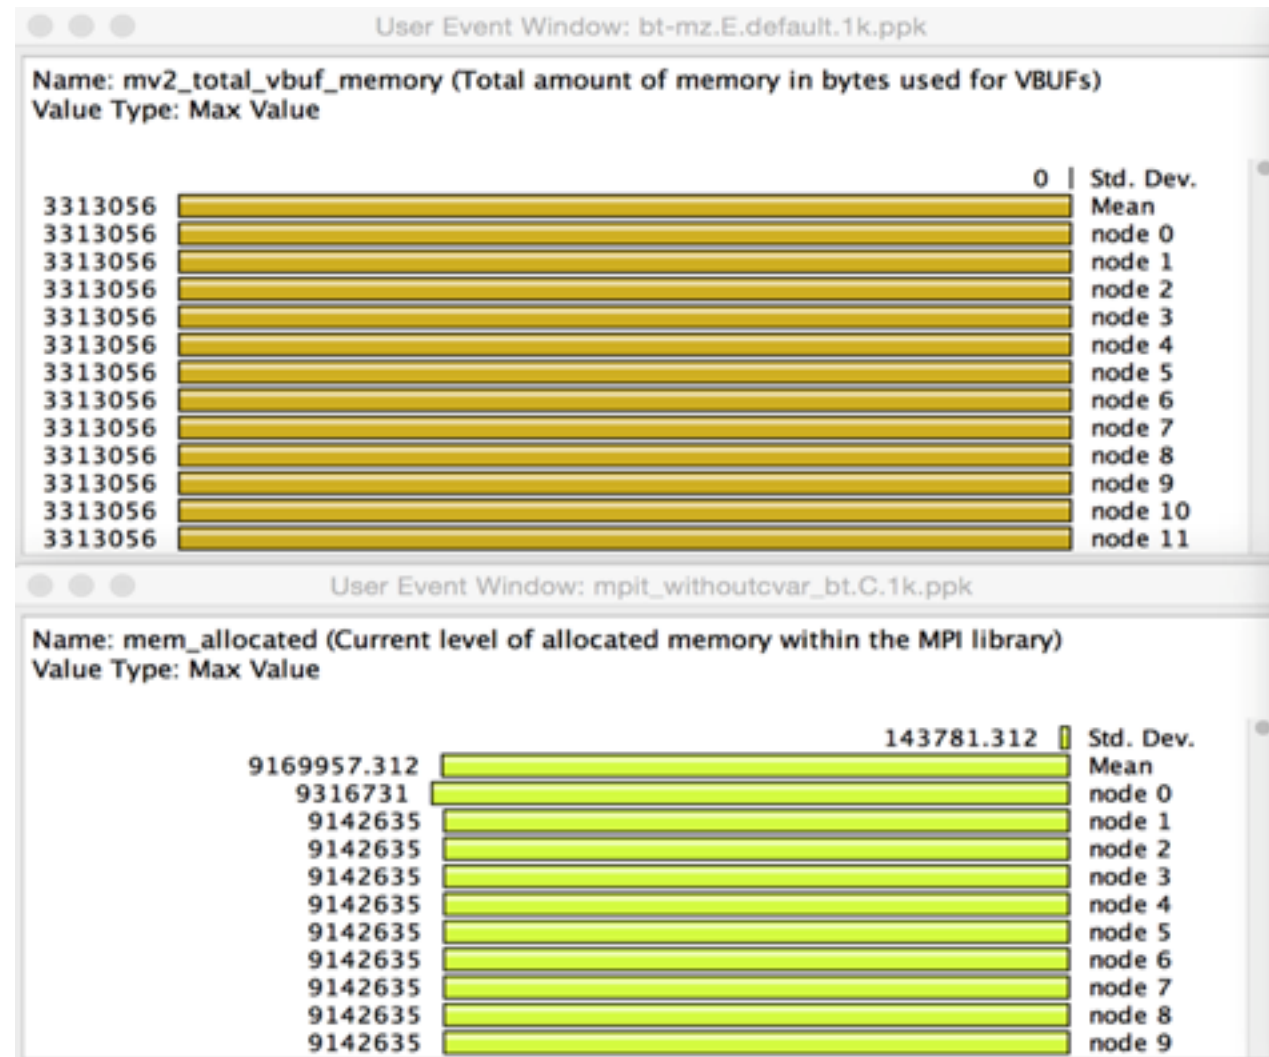 User Event Window: bt-mz.E.default.1k.ppk
Name: mv2_total_vbuf_memory (Total amount of memory in bytes used for VBUFs)
Value Type: Max Value
0 Std. Dev.
3313056 Mean
3313056 node 0
3313056 node 1
3313056 node 2
3313056 node 3
3313056 node 4
3313056 node 5
3313056 node 6
3313056 node 7
3313056 node 8
3313056 node 9
3313056 node 10
3313056 node 11
User Event Window: mpit_withoutcvar_bt.C.1k.ppk
Name: mem_allocated (Current level of allocated memory within the MPI library)
Value Type: Max Value
143781.312 Std. Dev.
9169957.312 Mean
9316731 node 0
9142635 node 1
9142635 node 2
9142635 node 3
9142635 node 4
9142635 node 5
9142635 node 6
9142635 node 7
9142635 node 8
9142635 node 9